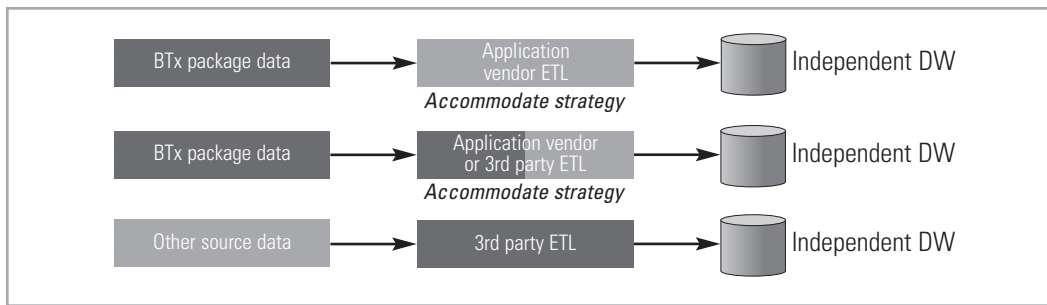 BTx package data
Application
vendor ETL
Independent DW
Accommodate strategy
BTx package data
Application vendor
or 3rd party ETL
Independent DW
Accommodate strategy
Other source data
3rd party ETL
Independent DW